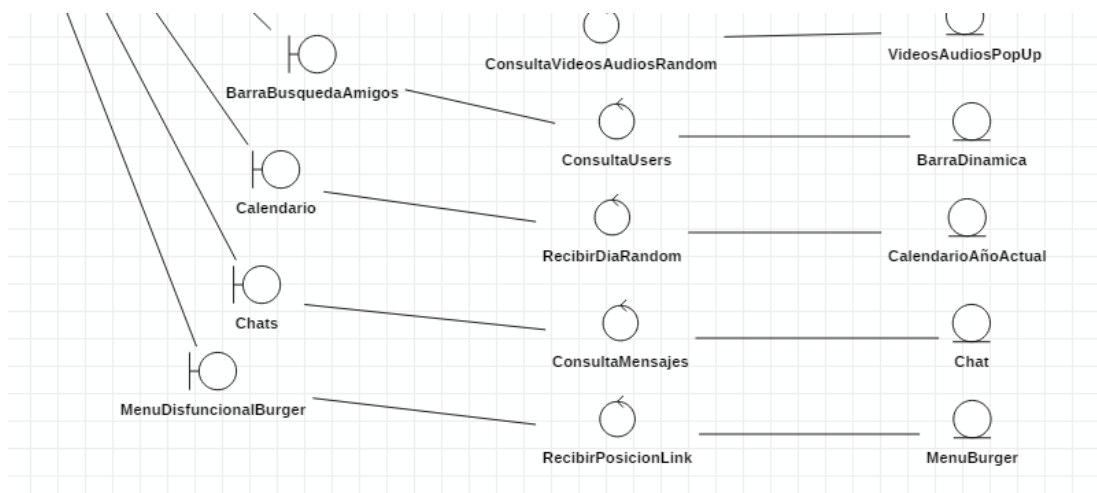 VideosAudiosPopUp
ConsultaVideosAudiosRandom
BarraBusquedaAmigos
ConsultaUsers
BarraDinamica
Calendario
RecibirDiaRandom
CalendarioAñoActual
Chats
ConsultaMensajes
Chat
MenuDisfuncionalBurger
RecibirPosicionLink
MenuBurger